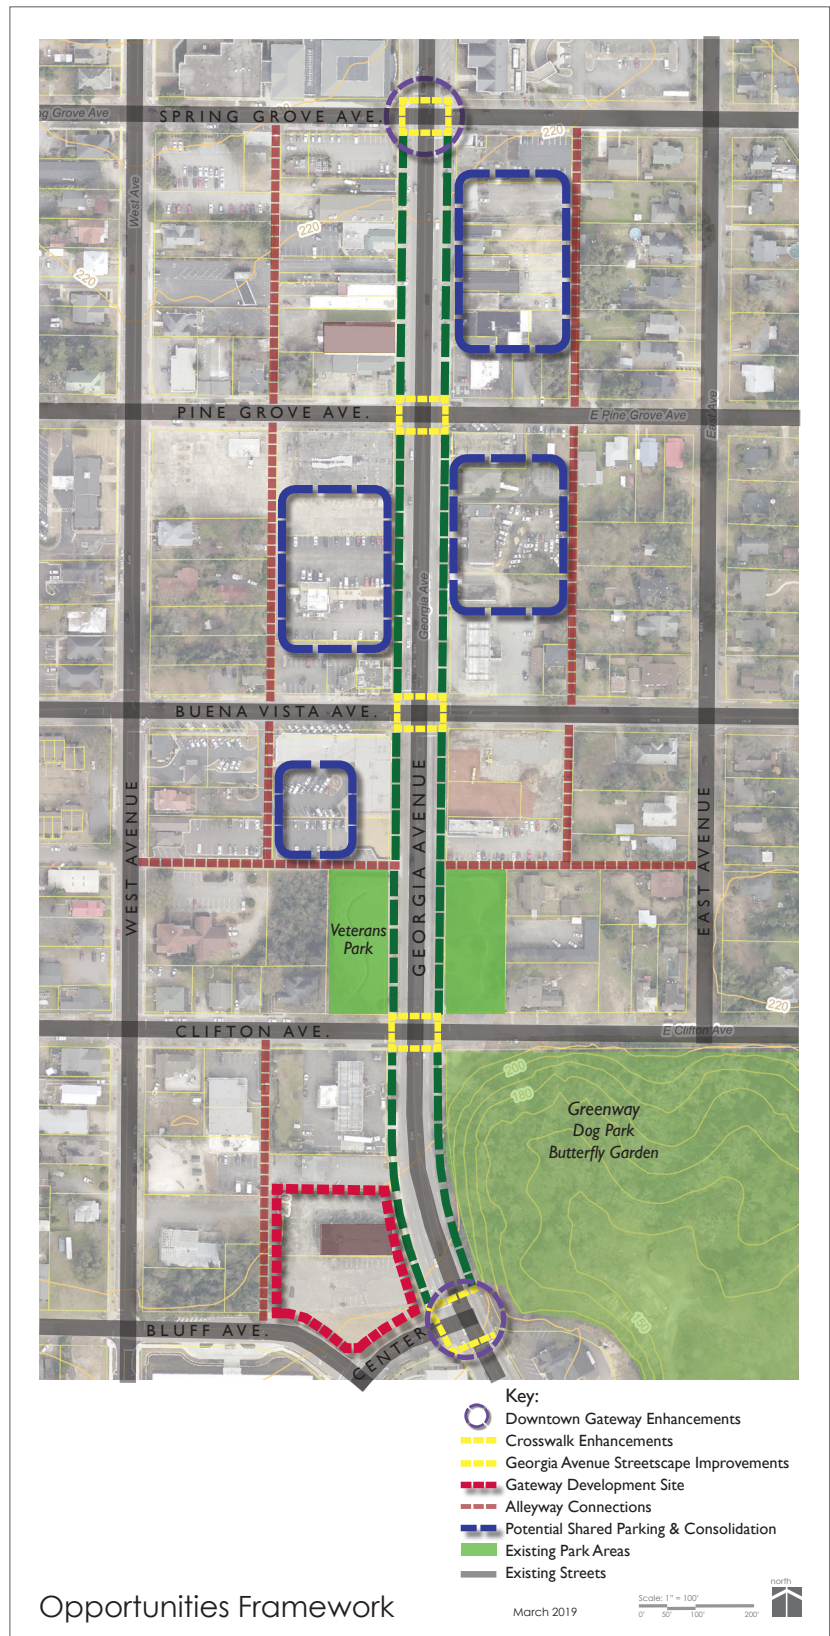 ng Grove Ave
SPRING GROVE AVE.
220
West Ave
220
220
PINE GROVE AVE.
E Pine Grove Ave
East Ave
Georgia Ave
BUENA VISTA AVE.
WEST AVENUE
GEORGIA AVENUE
EAST AVENUE
Veterans
Park
220
CLIFTON AVE.
E Clifton Ave
200
180
Greenway
Dog Park
Butterfly Garden
150
BLUFF AVE.
CENTER
Key:
Downtown Gateway Enhancements
Crosswalk Enhancements
Georgia Avenue Streetscape Improvements
Gateway Development Site
Alleyway Connections
Potential Shared Parking & Consolidation
Existing Park Areas
Existing Streets
Opportunities Framework
March 2019
Scale: 1" = 100'
0' 50' 100' 200'
north